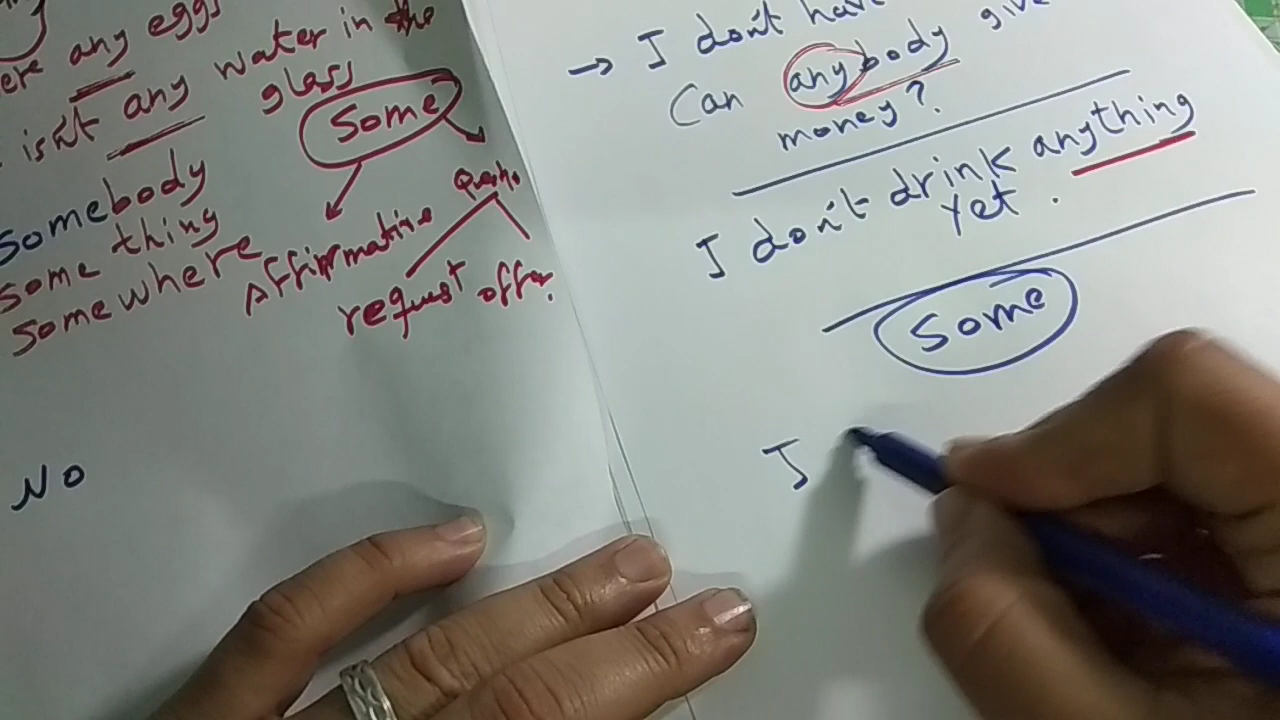 ere any eggs
isn't any water in the
glass
Some
Somebody
some thing
somewhere
Affirmative
request offer.
No
→ I don't have
Can anybody give
money?
I don't drink anything
yet.
Some
I